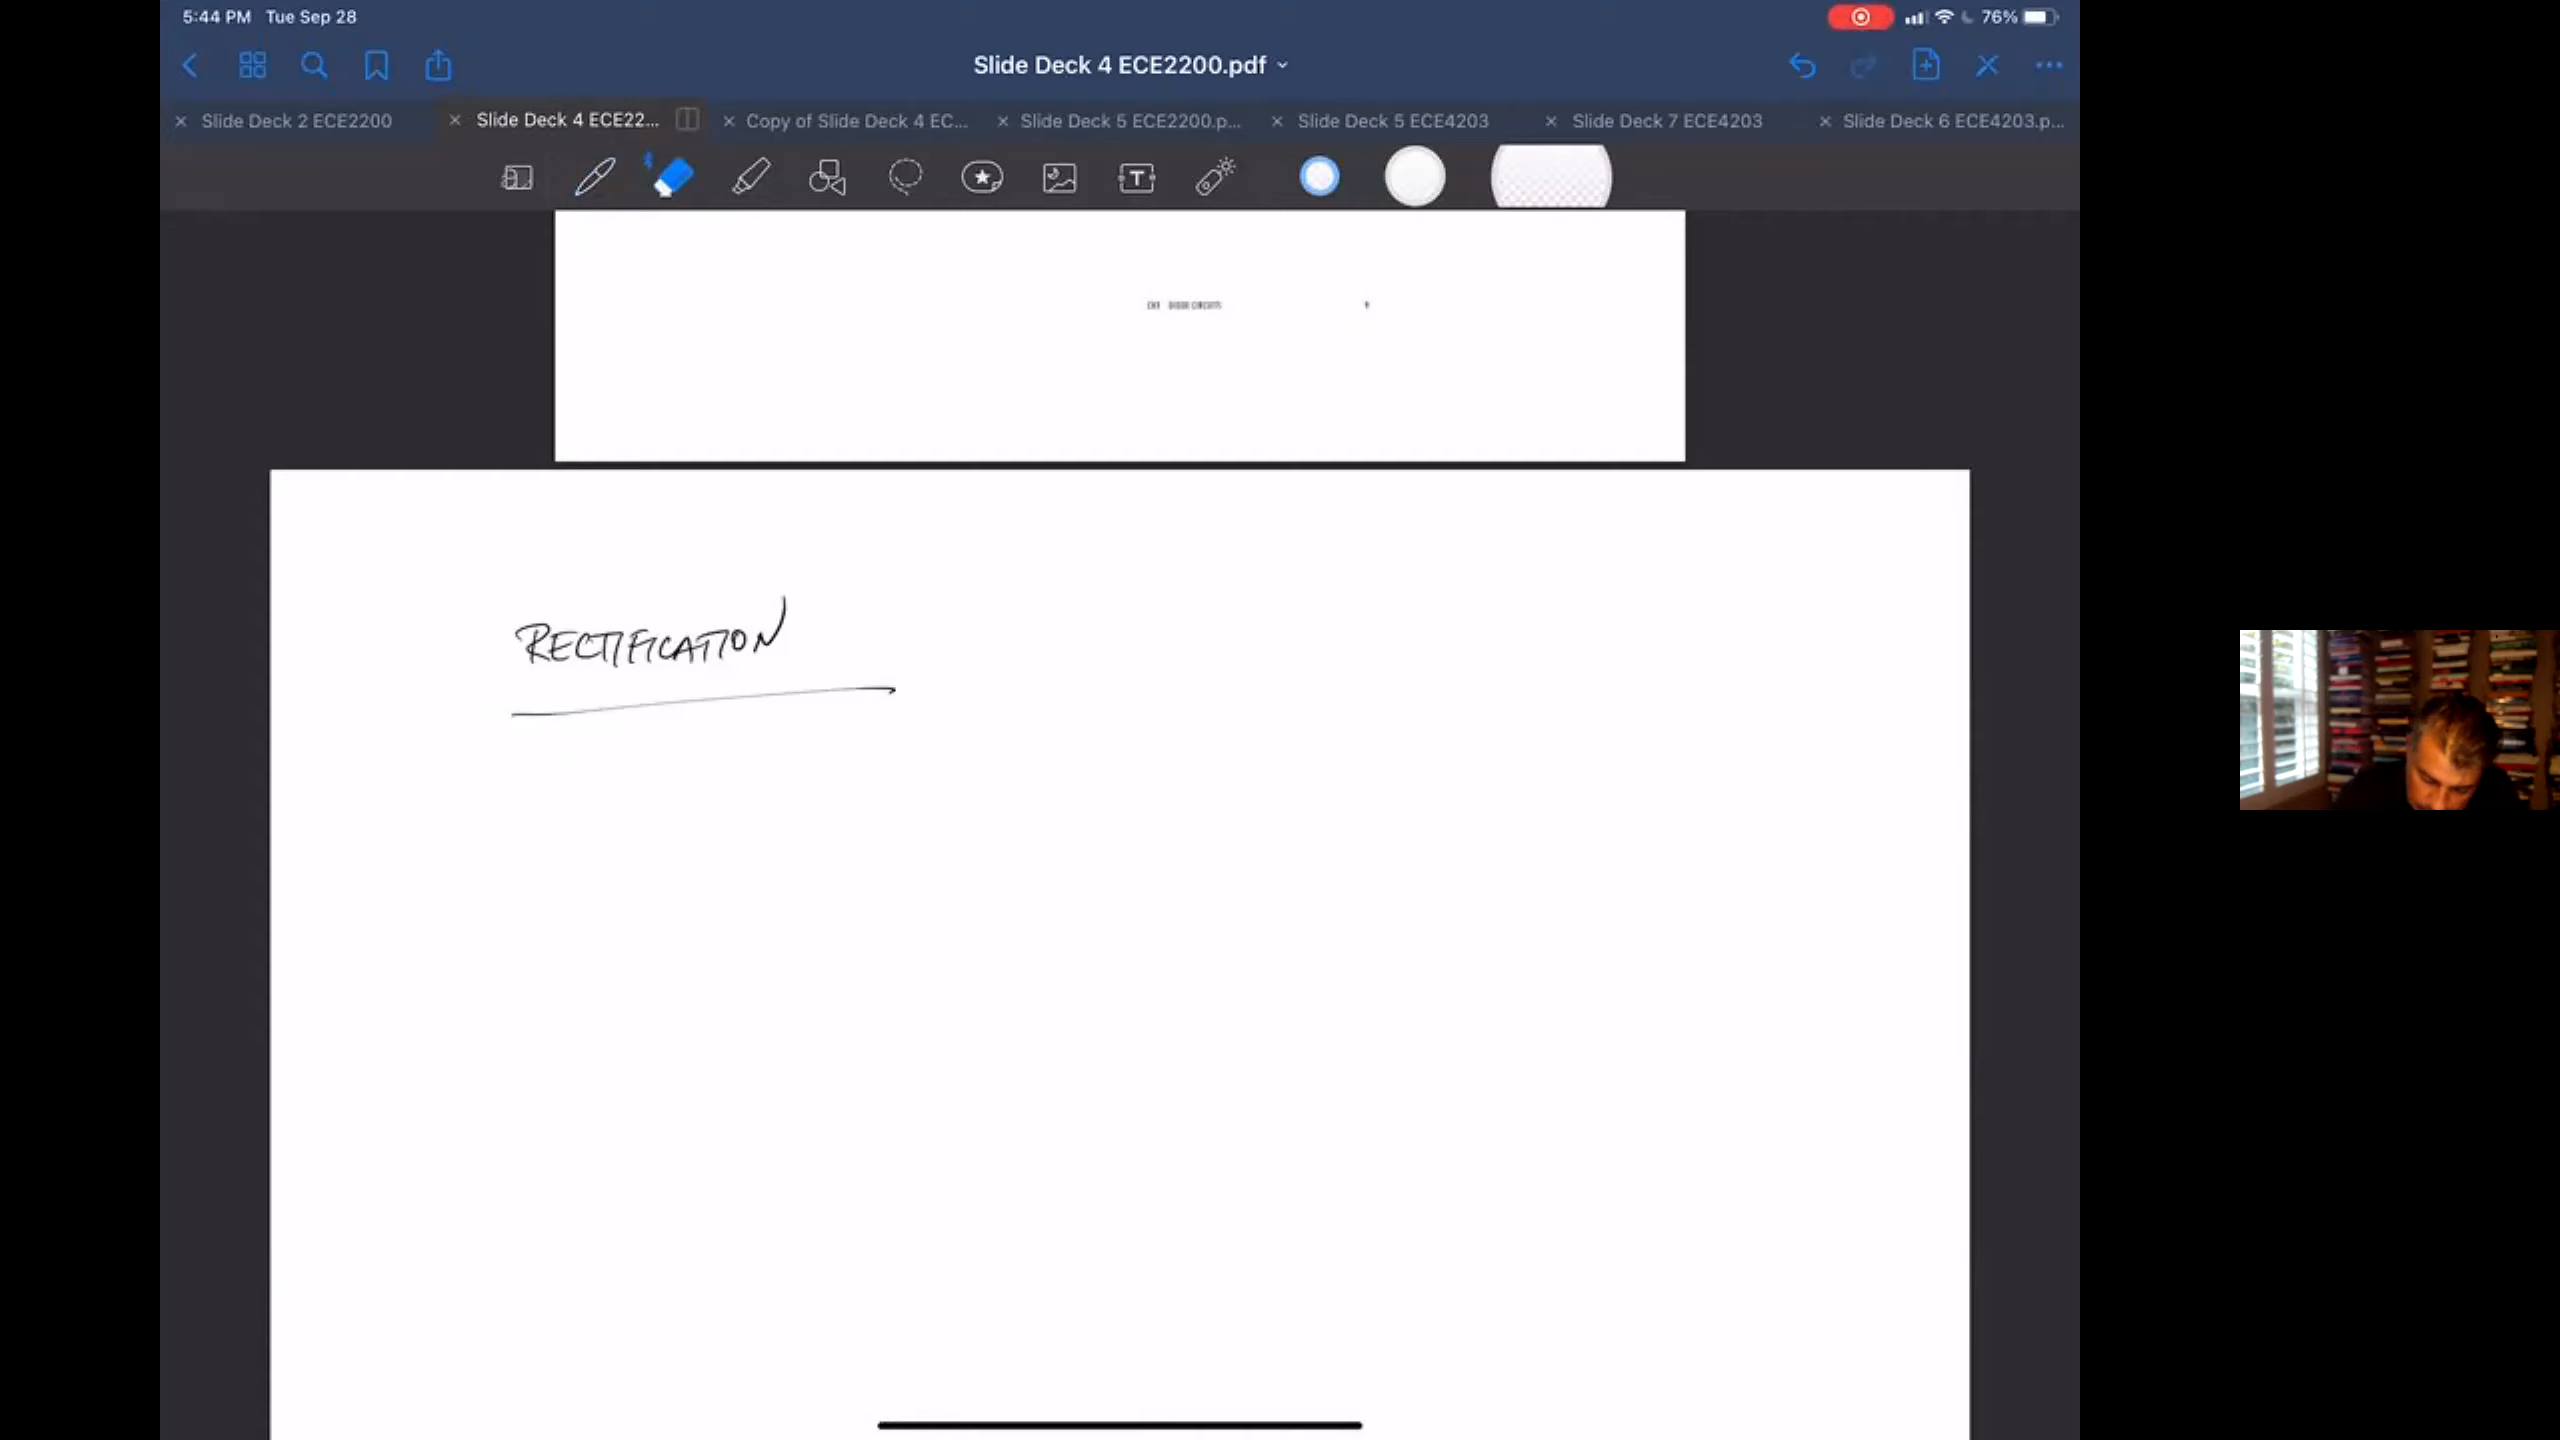 5:44 PM Tue Sep 28
76%
Slide Deck 4 ECE2200.pdf
Slide Deck 2 ECE2200
Slide Deck 4 ECE22...
Copy of Slide Deck 4 EC...
Slide Deck 5 ECE2200.p...
Slide Deck 5 ECE4203
Slide Deck 7 ECE4203
Slide Deck 6 ECE4203.p...
T
DIODE CIRCUITS
RECTIFICATION